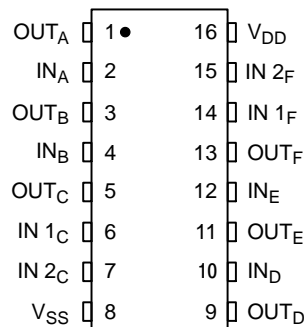 OUTA 1 16 VDD
INA 2 15 IN 2F
OUTB 3 14 IN 1F
INB 4 13 OUTF
OUTC 5 12 INE
IN 1C 6 11 OUTE
IN 2C 7 10 IND
VSS 8 9 OUTD